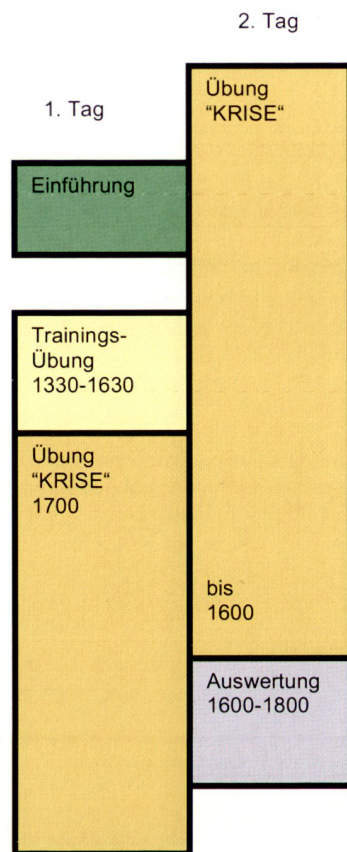 1. Tag
Einführung
Trainings-
Übung
1330-1630
Übung
"KRISE“
1700
2. Tag
Übung
"KRISE“
bis
1600
Auswertung
1600-1800